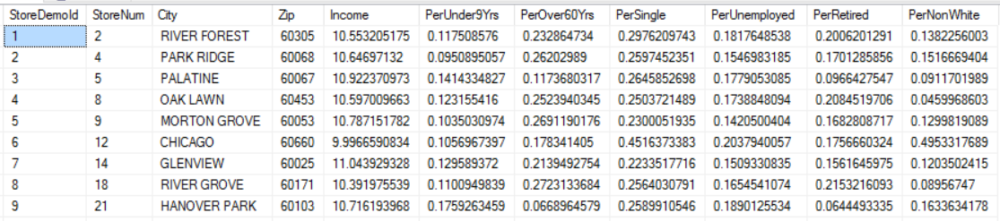 StoreDemoId StoreNum City Zip Income PerUnder9Yrs PerOver60Yrs PerSingle PerUnemployed PerRetired PerNonWhite
1 2 RIVER FOREST 60305 10.553205175 0.117508576 0.232864734 0.2976209743 0.1817648538 0.2006201291 0.1382256003
2 4 PARK RIDGE 60068 10.64697132 0.0950895057 0.26202989 0.2597452351 0.1546983185 0.1701285856 0.1516669404
3 5 PALATINE 60067 10.922370973 0.1414334827 0.1173680317 0.2645852698 0.1779053085 0.0966427547 0.0911701989
4 8 OAK LAWN 60453 10.597009663 0.123155416 0.2523940345 0.2503721489 0.1738848094 0.2084519706 0.0459968603
5 9 MORTON GROVE 60053 10.787151782 0.1035030974 0.2691190176 0.2300051935 0.1420500404 0.1682808717 0.1299819089
6 12 CHICAGO 60660 9.9966590834 0.1056967397 0.178341405 0.4516373383 0.2037940057 0.1756660324 0.4953317689
7 14 GLENVIEW 60025 11.043929328 0.129589372 0.2139492754 0.2233517716 0.1509330835 0.1561645975 0.1203502415
8 18 RIVER GROVE 60171 10.391975539 0.1100949839 0.2723133684 0.2564030791 0.1654541074 0.2153216093 0.08956747
9 21 HANOVER PARK 60103 10.716193968 0.1759263459 0.0668964579 0.2589910546 0.1890125534 0.0644493335 0.1633634178